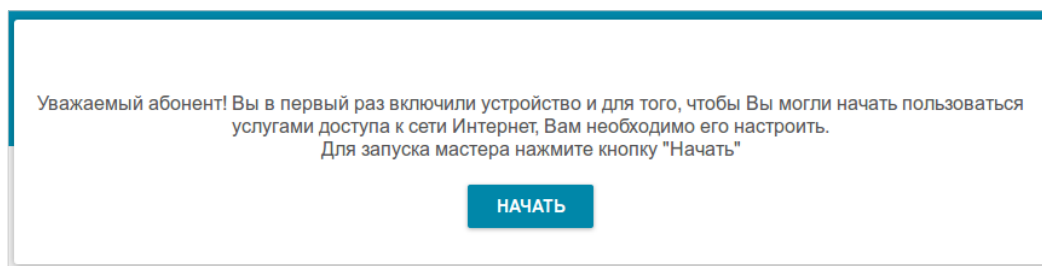 Уважаемый абонент! Вы в первый раз включили устройство и для того, чтобы Вы могли начать пользоваться
услугами доступа к сети Интернет, Вам необходимо его настроить.
Для запуска мастера нажмите кнопку "Начать"
НАЧАТЬ